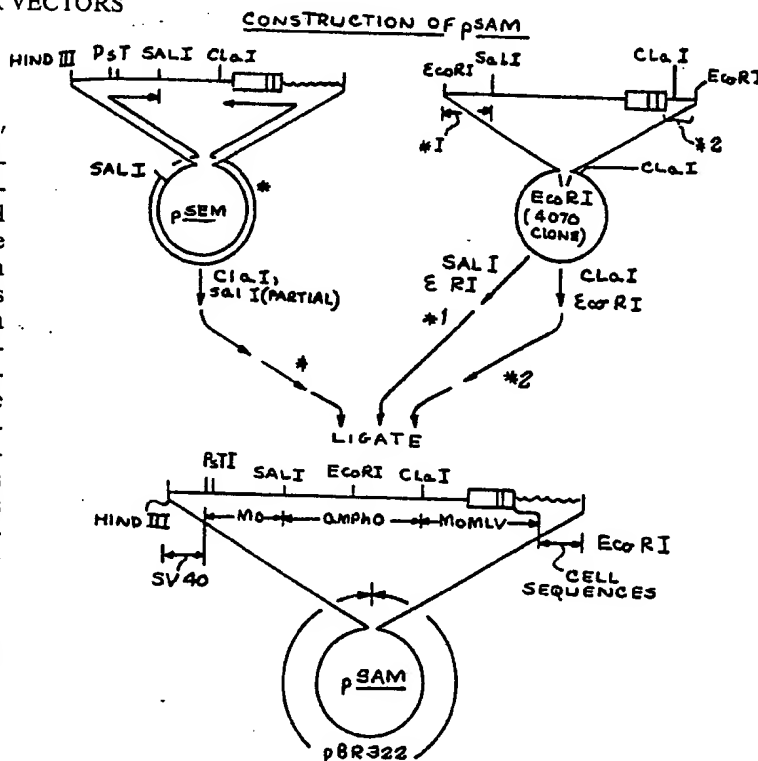 VECTORS
CONSTRUCTION OF pSAM
HIND III PST SALI ClaI
SALI
pSEM
*
ClaI,
SalI (PARTIAL)
*
EcoRI SalI CLaI EcoRI
*1
*2
CLaI
EcoRI
(4070
CLONE)
SALI
E RI
*1
CLaI
EcoRI
*2
LIGATE
PSTI SALI EcoRI CLaI
HIND III
MO AMPHO MOMLV
EcoRI
SV40
CELL
SEQUENCES
pSAM
pBR322